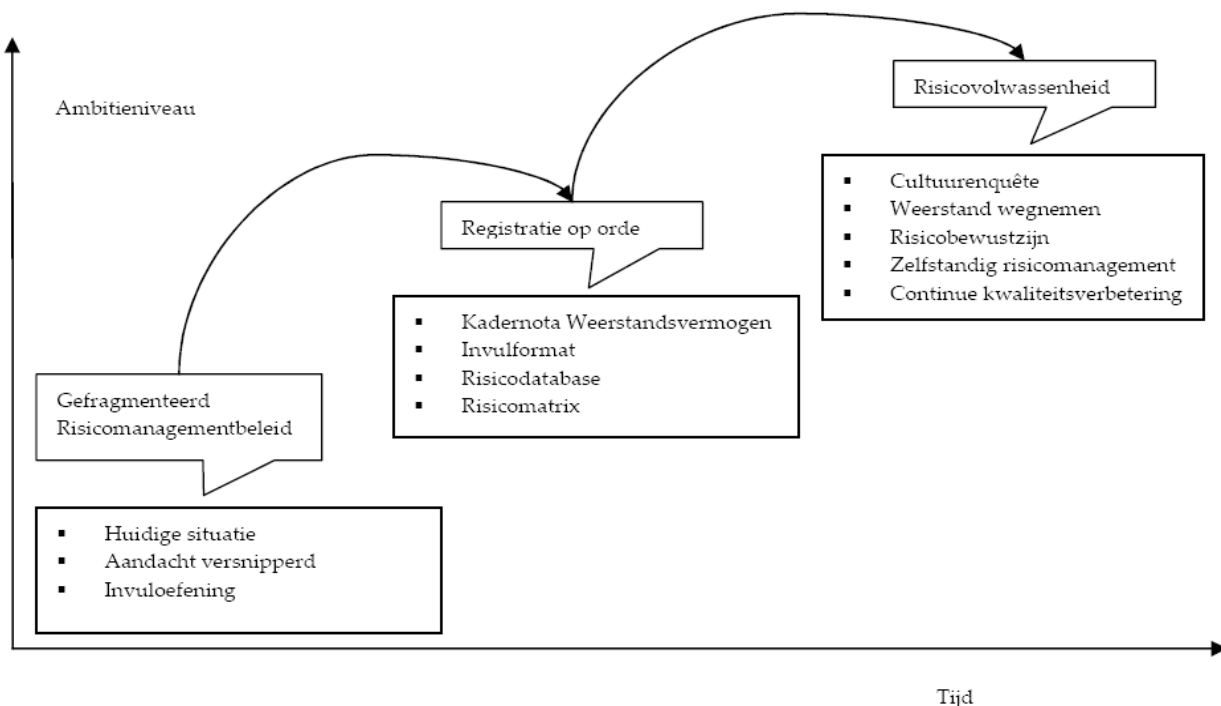 Ambitieniveau
Gefragmenteerd
Risicomanagementbeleid
▪ Huidige situatie
▪ Aandacht versnipperd
▪ Invuloefening
Registratie op orde
▪ Kadernota Weerstandsvermogen
▪ Invulformat
▪ Risicodatabase
▪ Risicomatrix
Risicovolwassenheid
▪ Cultuurenquête
▪ Weerstand wegnemen
▪ Risicobewustzijn
▪ Zelfstandig risicomanagement
▪ Continue kwaliteitsverbetering
Tijd